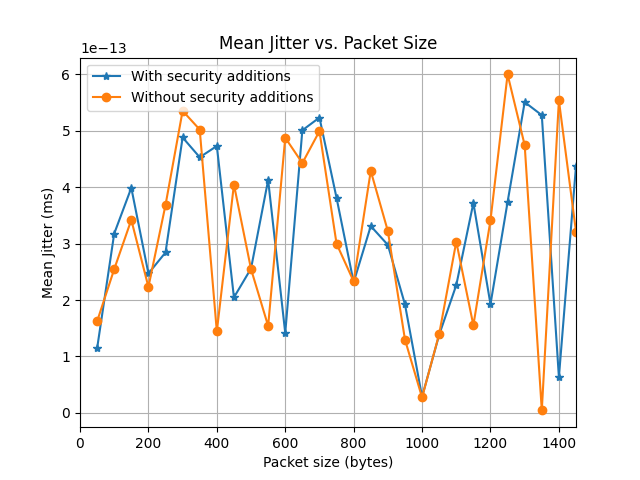 Mean Jitter vs. Packet Size
1e−13
With security additions
Without security additions
6
5
4
3
2
1
0
Mean Jitter (ms)
0 200 400 600 800 1000 1200 1400
Packet size (bytes)